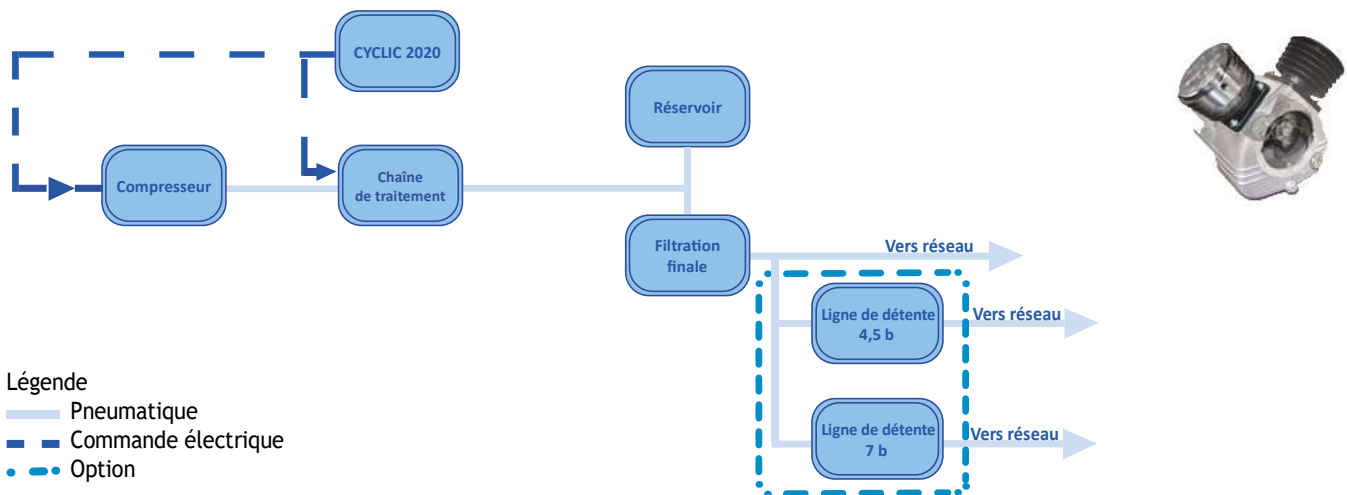 CYCLIC 2020
Réservoir
Compresseur
Chaîne
de traitement
Filtration
finale
Vers réseau
Ligne de détente
4,5 b
Vers réseau
Ligne de détente
7 b
Vers réseau
Légende
Pneumatique
Commande électrique
Option